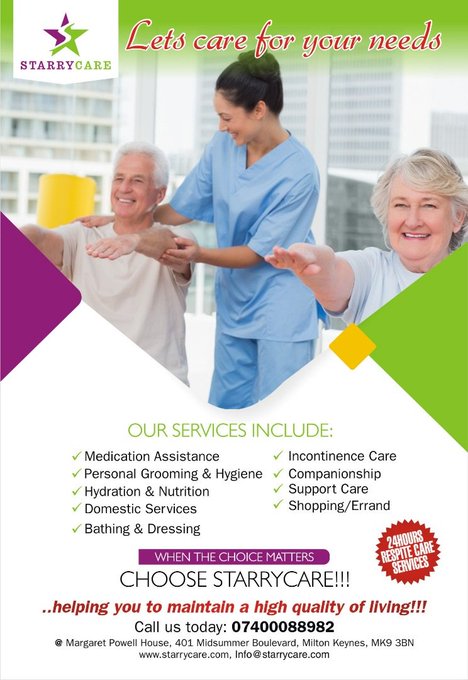 STARRYCARE
Lets care for your needs
OUR SERVICES INCLUDE:
Medication Assistance
Personal Grooming & Hygiene
Hydration & Nutrition
Domestic Services
Bathing & Dressing
Incontinence Care
Companionship
Support Care
Shopping/Errand
24HOURS
RESPITE CARE
SERVICES
WHEN THE CHOICE MATTERS
CHOOSE STARRYCARE!!!
..helping you to maintain a high quality of living!!!
Call us today: 07400088982
@ Margaret Powell House, 401 Midsummer Boulevard, Milton Keynes, MK9 3BN
www.starrycare.com, Info@starrycare.com